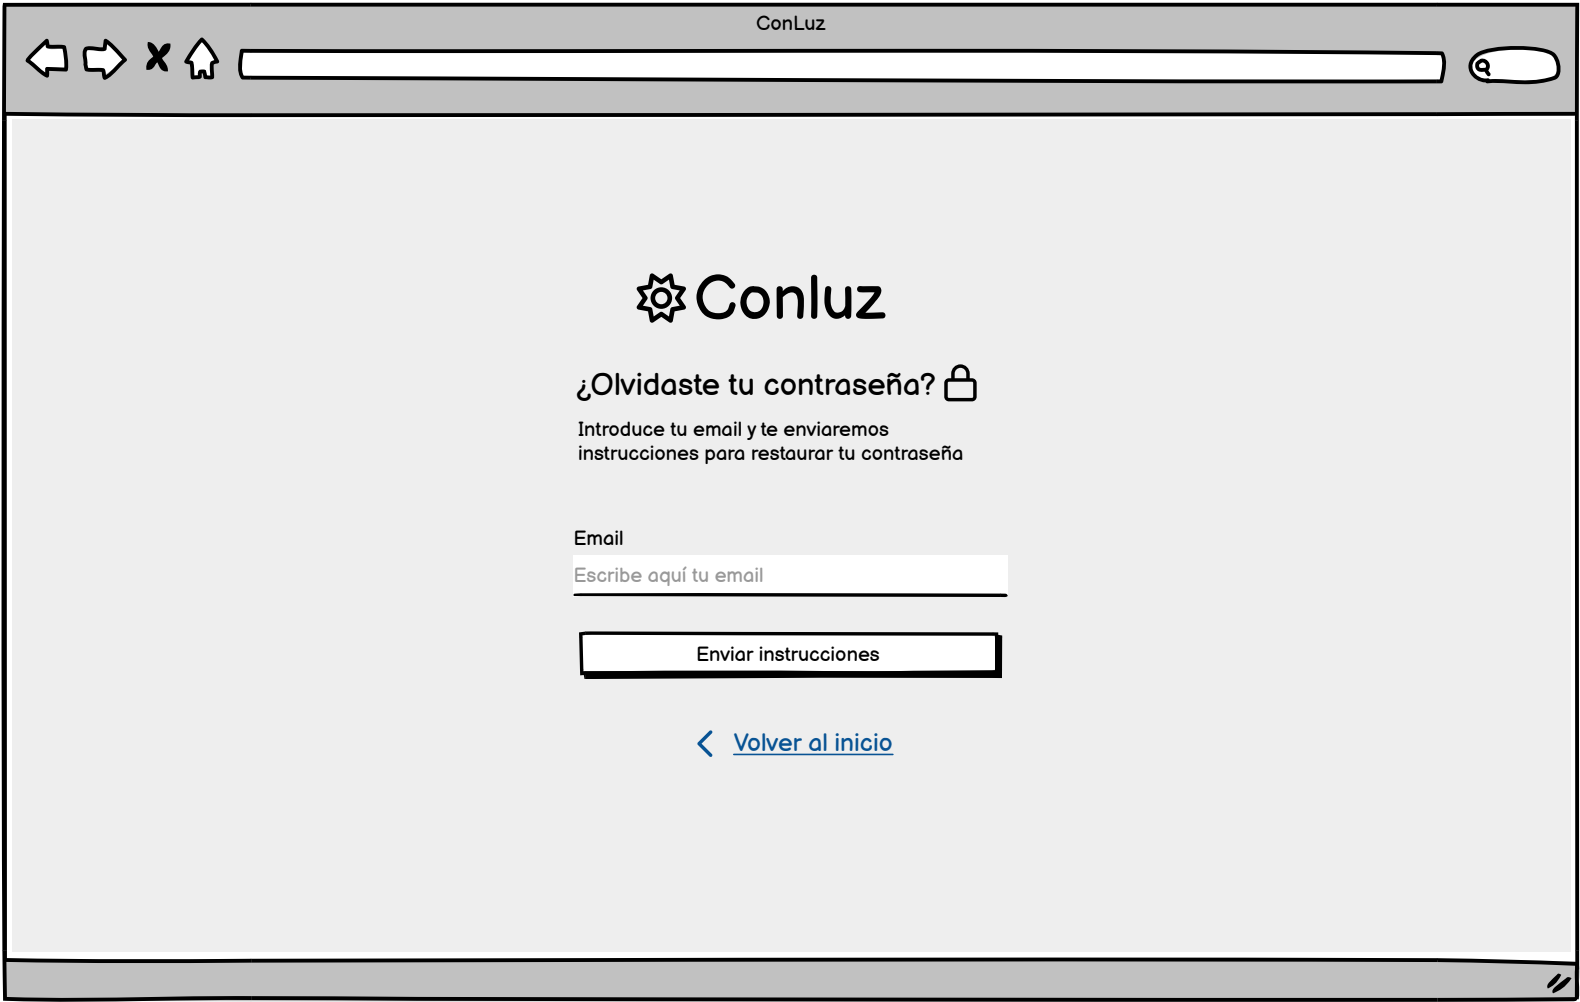 ConLuz
Conluz
¿Olvidaste tu contraseña?
Introduce tu email y te enviaremos
instrucciones para restaurar tu contraseña
Email
Escribe aquí tu email
Enviar instrucciones
Volver al inicio